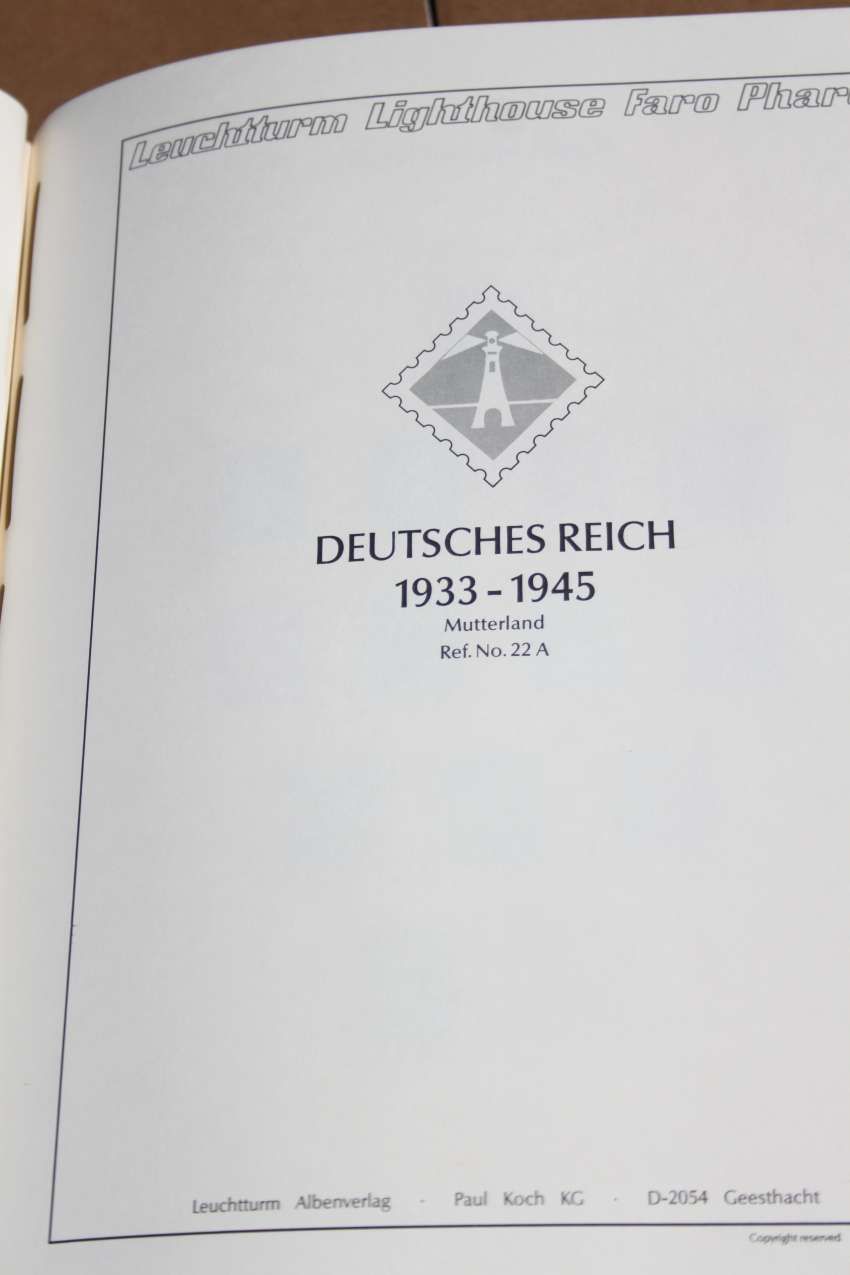 Leuchtturm Lighthouse Faro
DEUTSCHES REICH
1933 - 1945
Mutterland
Ref. No. 22 A
Leuchtturm Albenverlag · Paul Koch KG · D-2054 Geesthacht
Copyright reserved